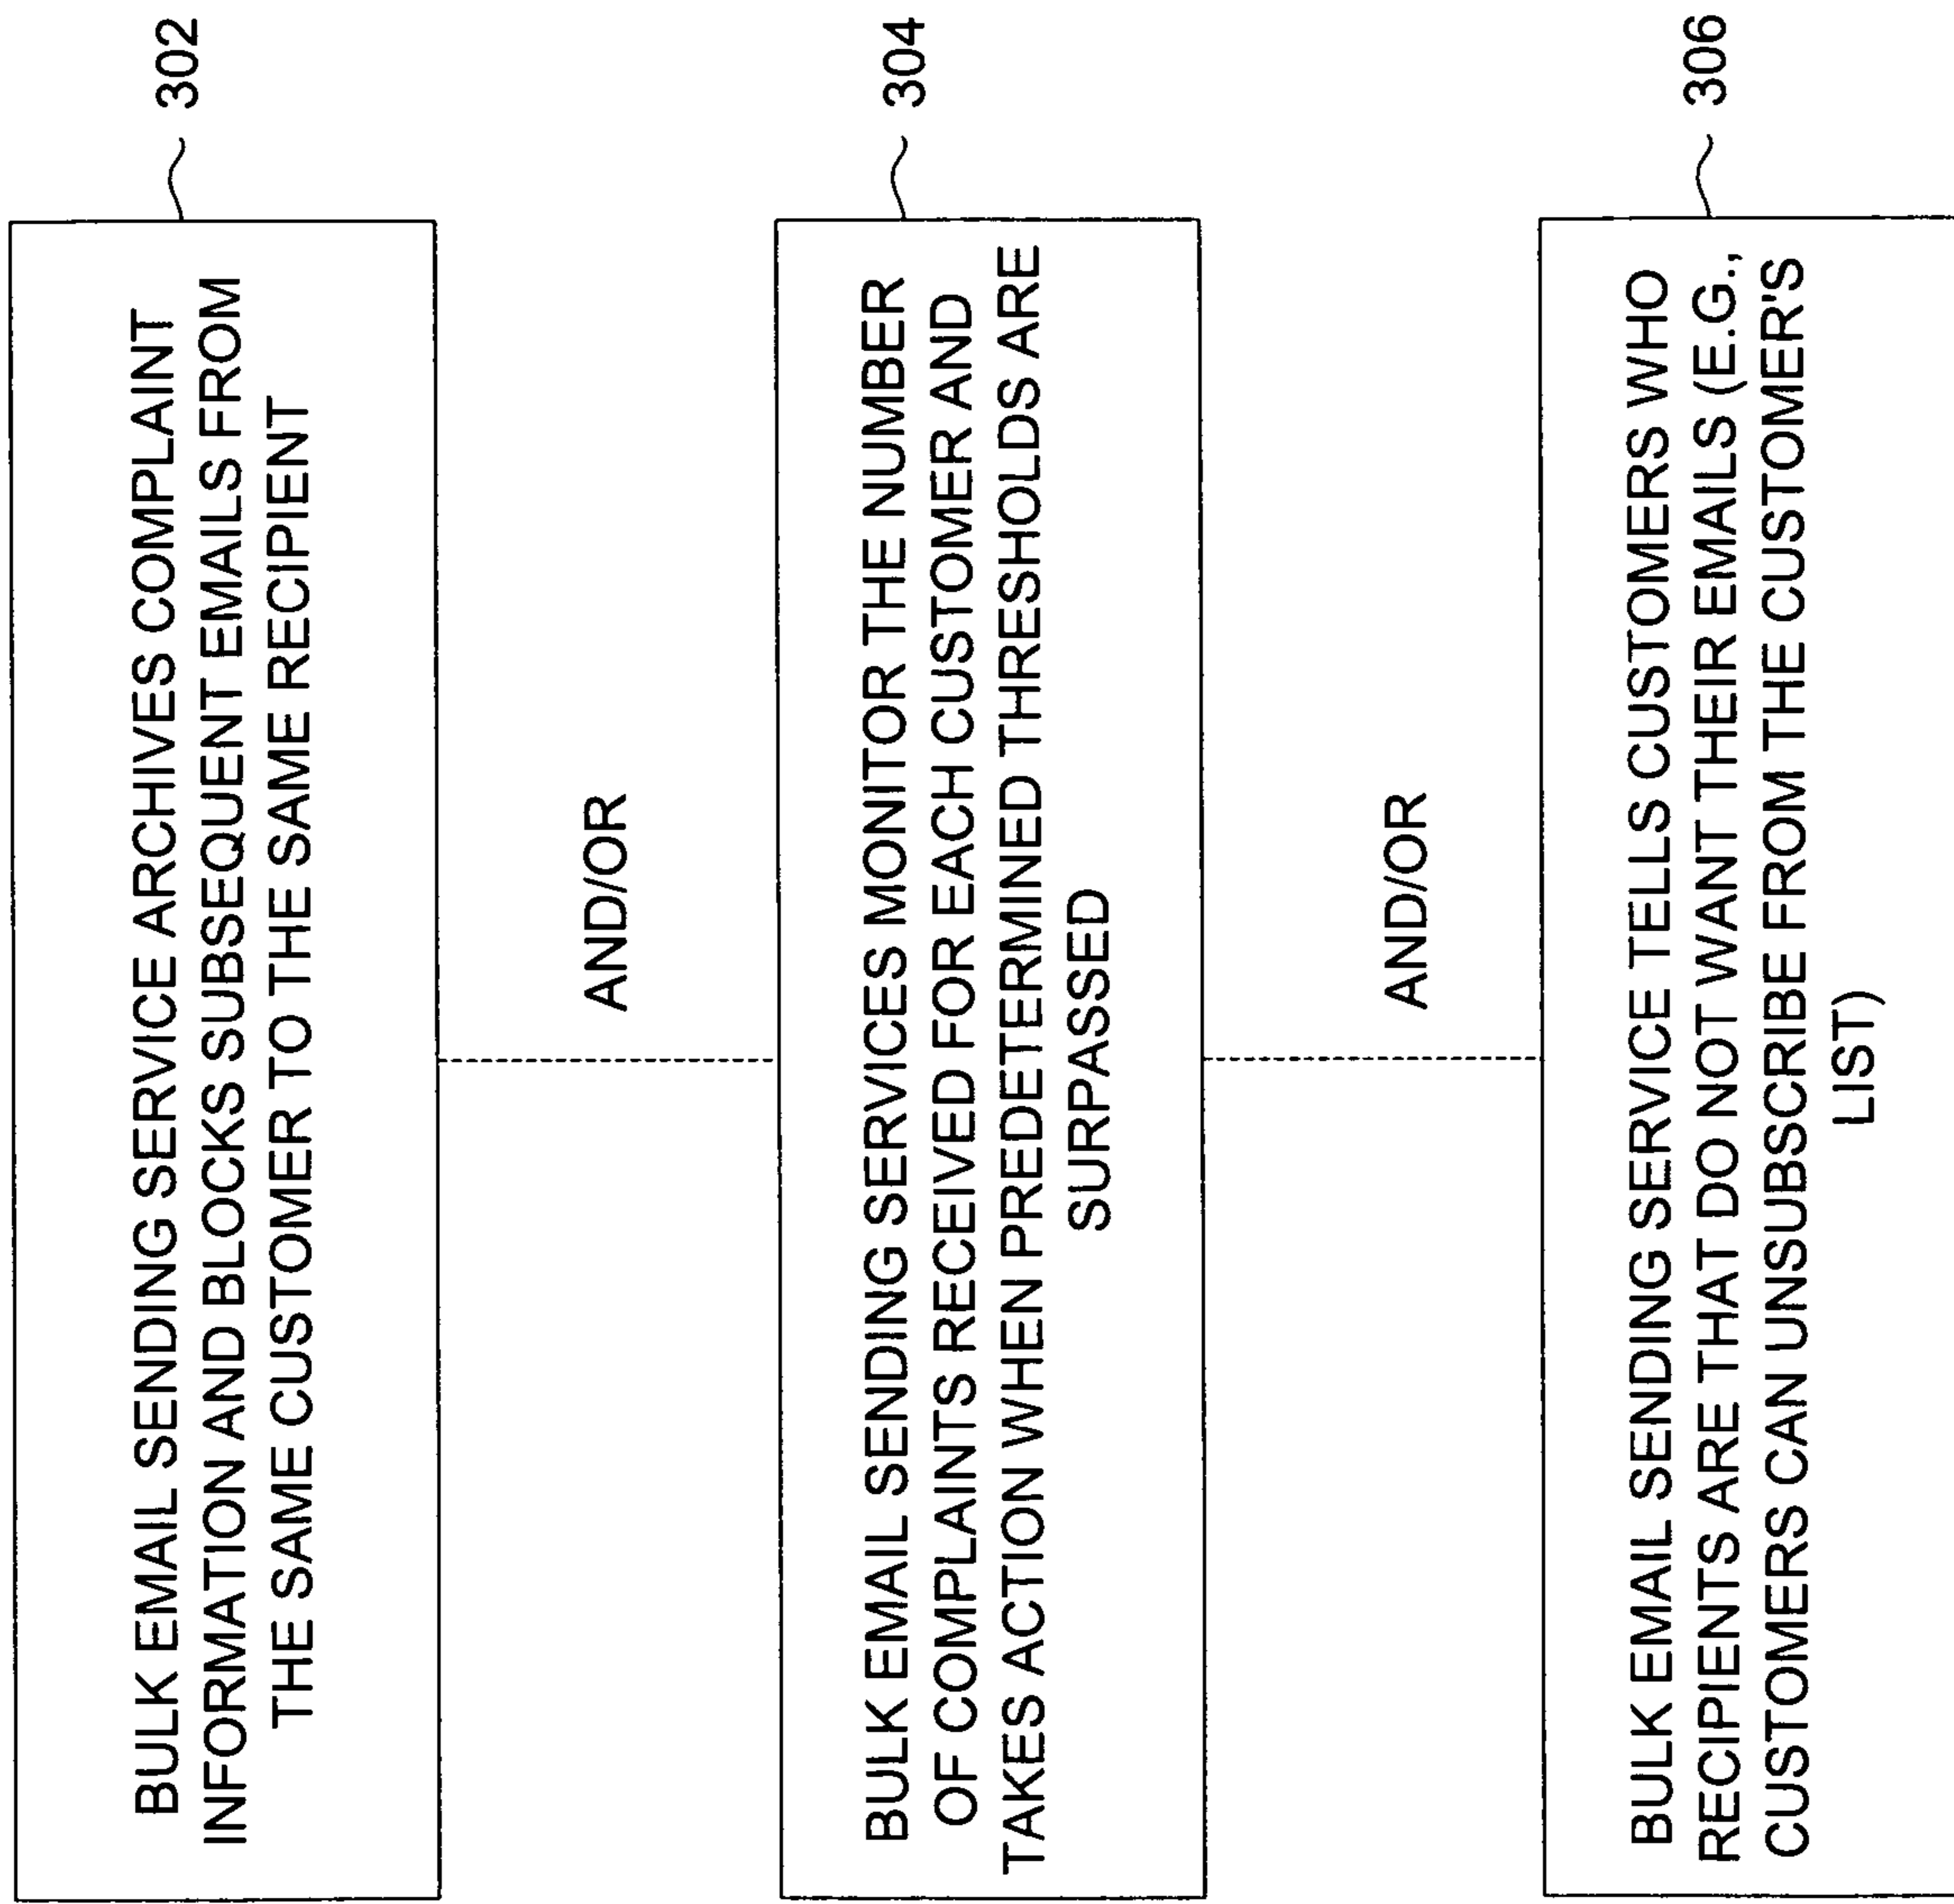 BULK EMAIL SENDING SERVICE ARCHIVES COMPLAINT
INFORMATION AND BLOCKS SUBSEQUENT EMAILS FROM
THE SAME CUSTOMER TO THE SAME RECIPIENT
302
AND/OR
BULK EMAIL SENDING SERVICES MONITOR THE NUMBER
OF COMPLAINTS RECEIVED FOR EACH CUSTOMER AND
TAKES ACTION WHEN PREDETERMINED THRESHOLDS ARE
SURPASSED
304
AND/OR
BULK EMAIL SENDING SERVICE TELLS CUSTOMERS WHO
RECIPIENTS ARE THAT DO NOT WANT THEIR EMAILS (E.G.,
CUSTOMERS CAN UNSUBSCRIBE FROM THE CUSTOMER'S
LIST)
306